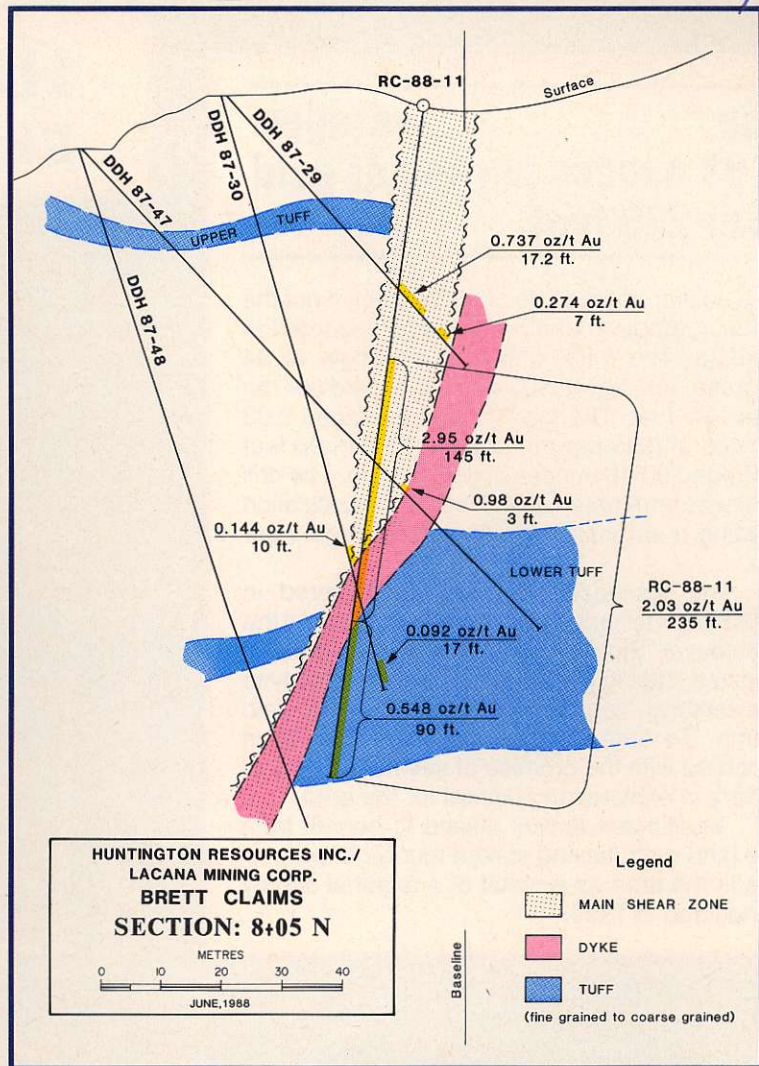 RC-88-11
Surface
DDH 87-29
DDH 87-30
DDH 87-47
DDH 87-48
UPPER TUFF
0.737 oz/t Au
17.2 ft.
0.274 oz/t Au
7 ft.
2.95 oz/t Au
145 ft.
0.98 oz/t Au
3 ft.
0.144 oz/t Au
10 ft.
LOWER TUFF
RC-88-11
2.03 oz/t Au
235 ft.
0.092 oz/t Au
17 ft.
0.548 oz/t Au
90 ft.
HUNTINGTON RESOURCES INC./
LACANA MINING CORP.
BRETT CLAIMS
SECTION: 8+05 N
METRES
0 10 20 30 40
JUNE, 1988
Legend
MAIN SHEAR ZONE
DYKE
TUFF
(fine grained to coarse grained)
Baseline